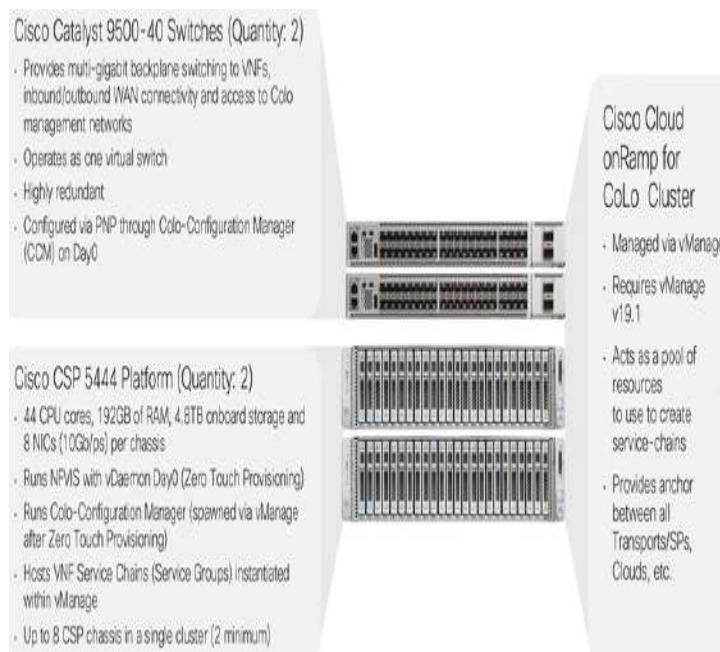 Cisco Catalyst 9500-40 Switches (Quantity: 2)
· Provides multi-gigabit backplane switching to VNFs,
inbound/outbound WAN connectivity and access to Colo
management networks
· Operates as one virtual switch
· Highly redundant
· Configured via PNP through Colo-Configuration Manager
(CCM) on Day0
Cisco CSP 5444 Platform (Quantity: 2)
· 44 CPU cores, 192GB of RAM, 4.8TB onboard storage and
8 NICs (10Gb/ps) per chassis
· Runs NFVIS with vDaemon Day0 (Zero Touch Provisioning)
· Runs Colo-Configuration Manager (spawned via vManage
after Zero Touch Provisioning)
· Hosts VNF Service Chains (Service Groups) instantiated
within vManage
· Up to 8 CSP chassis in a single cluster (2 minimum)
Cisco Cloud
onRamp for
CoLo Cluster
· Managed via vManage
· Requires vManage
v19.1
· Acts as a pool of
resources
to use to create
service-chains
· Provides anchor
between all
Transports/SPs,
Clouds, etc.